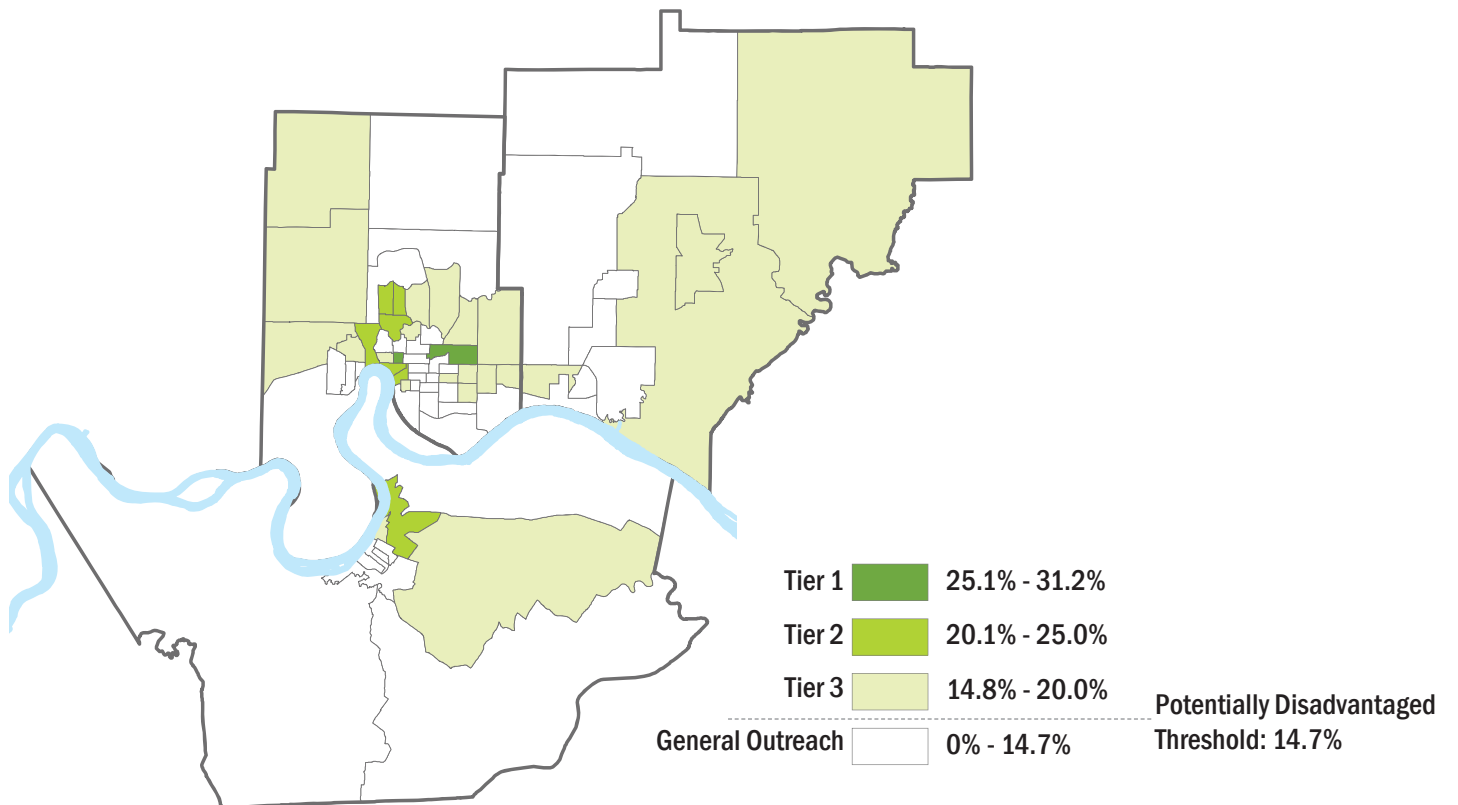 Tier 1 25.1% - 31.2%
Tier 2 20.1% - 25.0%
Tier 3 14.8% - 20.0%
General Outreach 0% - 14.7%
Potentially Disadvantaged
Threshold: 14.7%